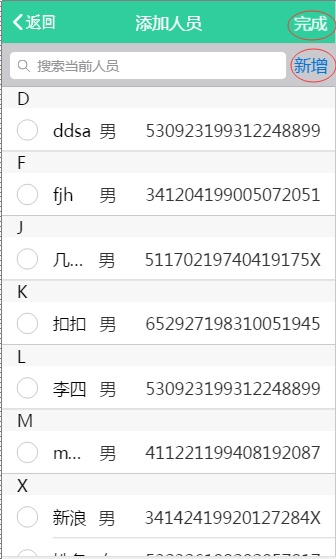 返回 添加人员 完成
搜索当前人员 新增
D
ddsa 男 530923199312248899
F
fjh 男 341204199005072051
J
几... 男 51170219740419175X
K
扣扣 男 652927198310051945
L
李四 男 530923199312248899
M
m... 男 411221199408192087
X
新浪 男 34142419920127284X